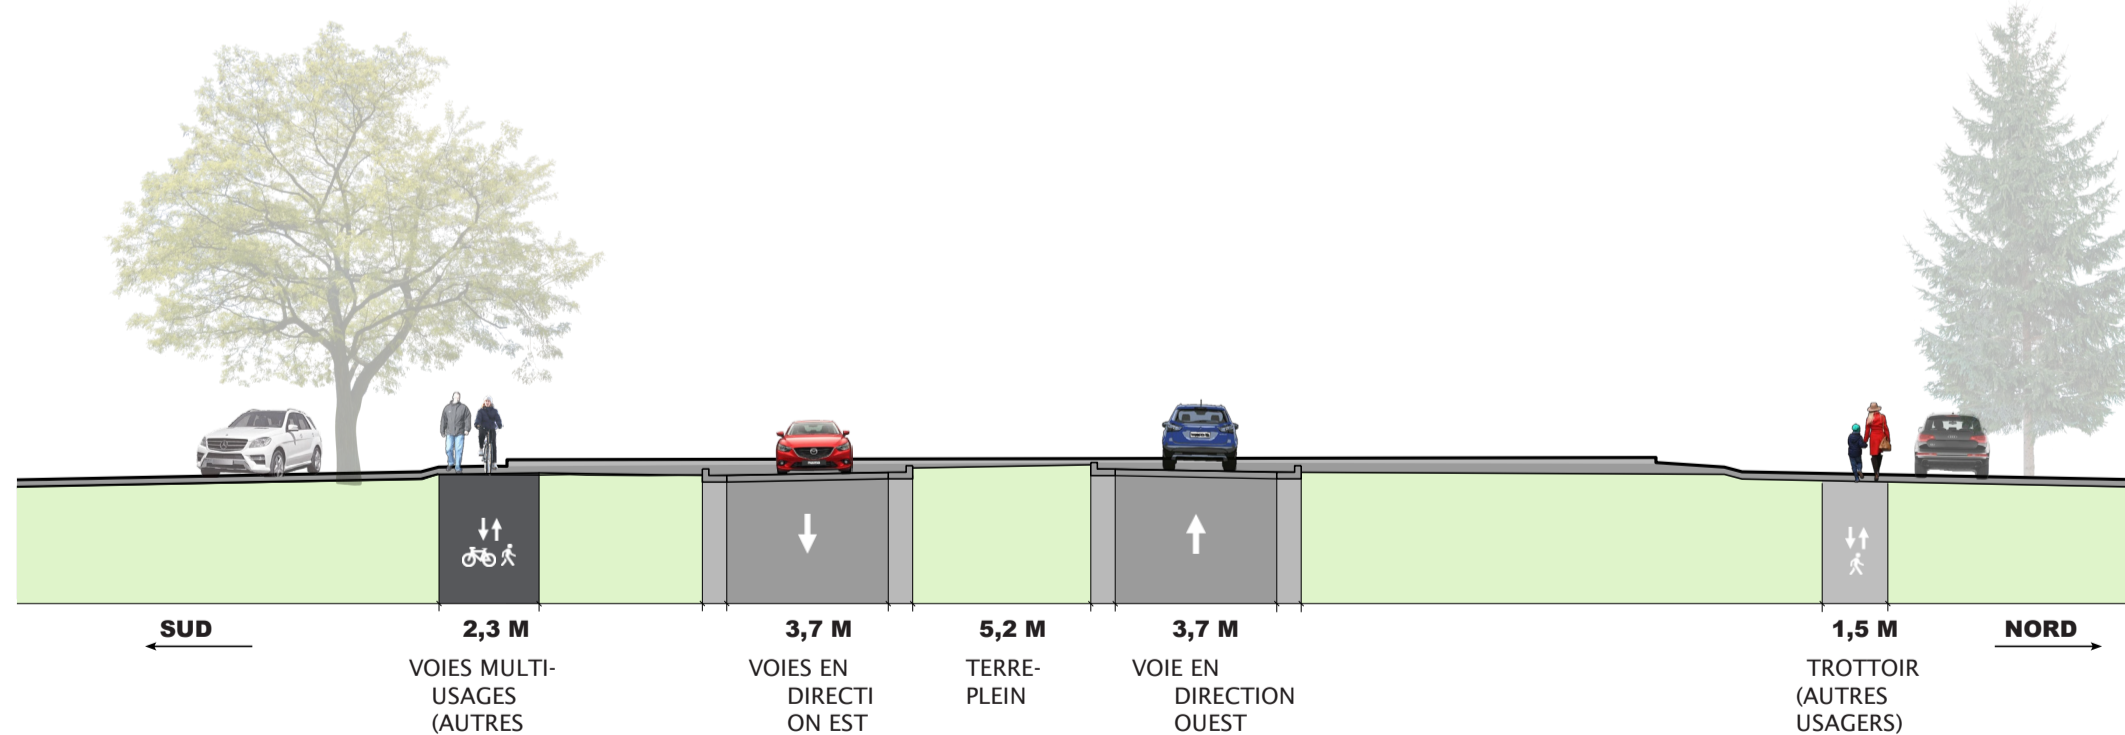 SUD
2,3 M
3,7 M
5,2 M
3,7 M
1,5 M
NORD
VOIES MULTI-
USAGES
(AUTRES
VOIES EN
DIRECTI
ON EST
TERRE-
PLEIN
VOIE EN
DIRECTION
OUEST
TROTTOIR
(AUTRES
USAGERS)